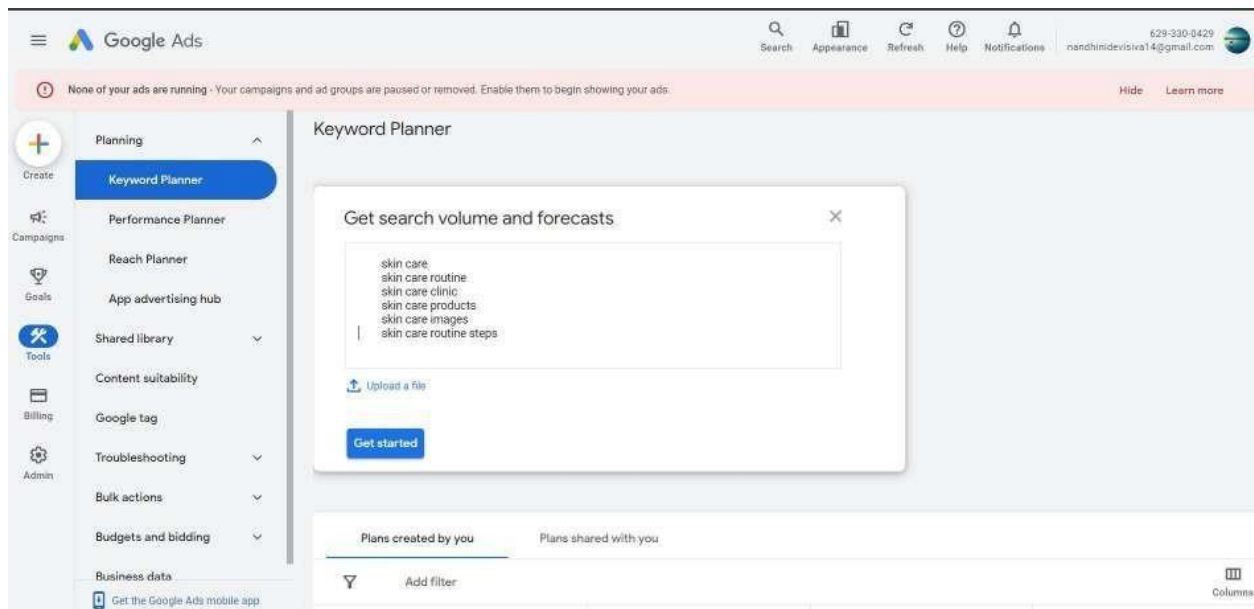 Google Ads
Search
Appearance
Refresh
Help
Notifications
629-330-0429
nandhinidevisiva14@gmail.com
None of your ads are running - Your campaigns and ad groups are paused or removed. Enable them to begin showing your ads.
Hide
Learn more
Create
Campaigns
Goals
Tools
Billing
Admin
Planning
Keyword Planner
Performance Planner
Reach Planner
App advertising hub
Shared library
Content suitability
Google tag
Troubleshooting
Bulk actions
Budgets and bidding
Business data
Get the Google Ads mobile app
Keyword Planner
Get search volume and forecasts
skin care
skin care routine
skin care clinic
skin care products
skin care images
skin care routine steps
Upload a file
Get started
Plans created by you
Plans shared with you
Add filter
Columns